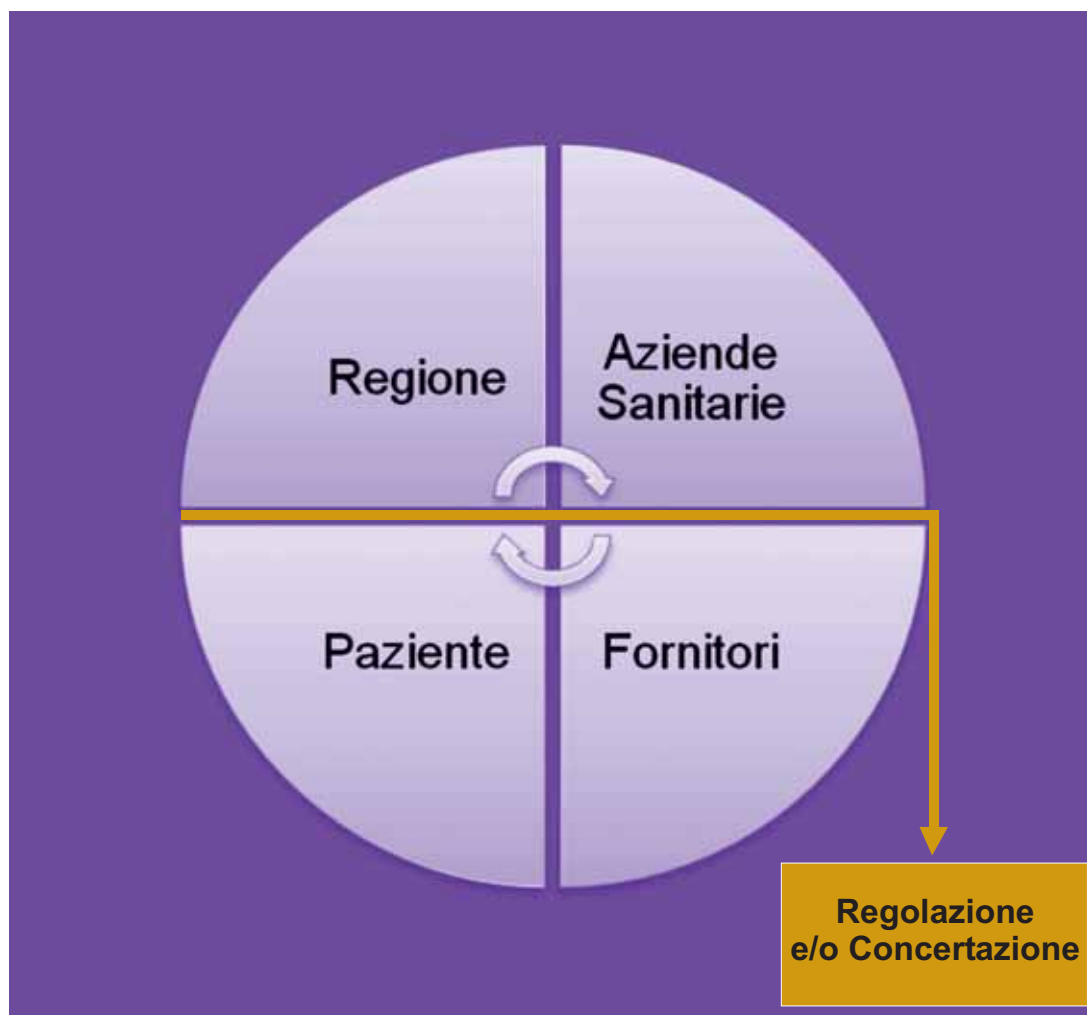 Regione
Aziende
Sanitarie
Paziente
Fornitori
Regolazione
e/o Concertazione